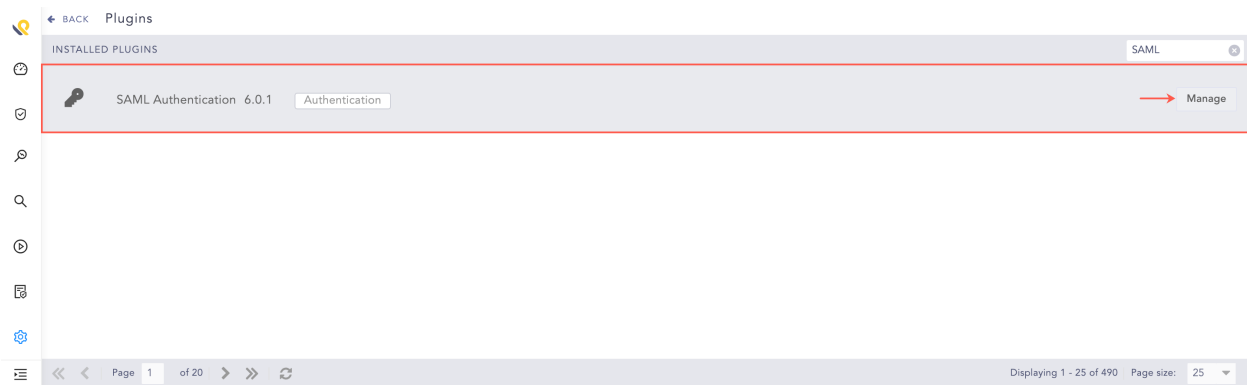 BACK Plugins
INSTALLED PLUGINS SAML
SAML Authentication 6.0.1 Authentication Manage
Page 1 of 20 Displaying 1 - 25 of 490 Page size: 25